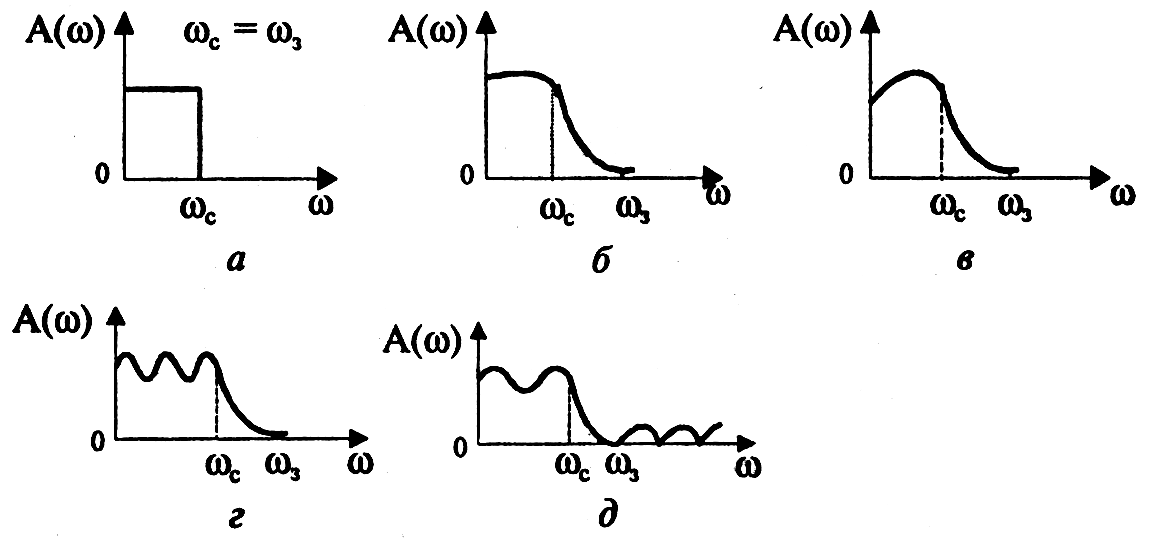 A(ω) ω_c = ω_з
0
ω_c ω
а
A(ω)
0
ω_c ω_з ω
б
A(ω)
0
ω_c ω_з ω
в
A(ω)
0
ω_c ω_з ω
г
A(ω)
0
ω_c ω_з ω
д